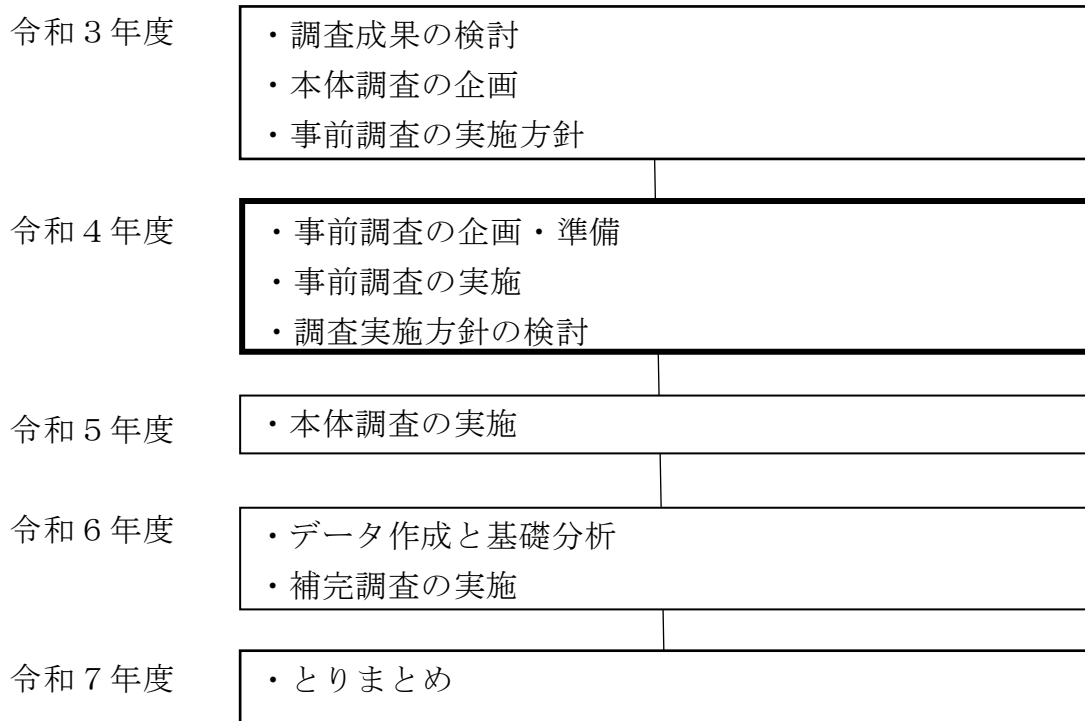 令和３年度
・調査成果の検討
・本体調査の企画
・事前調査の実施方針
令和４年度
・事前調査の企画・準備
・事前調査の実施
・調査実施方針の検討
令和５年度
・本体調査の実施
令和６年度
・データ作成と基礎分析
・補完調査の実施
令和７年度
・とりまとめ